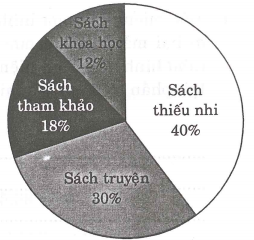 Sách
khoa học
12%
Sách
thiếu nhi
40%
Sách
tham khảo
18%
Sách truyện
30%